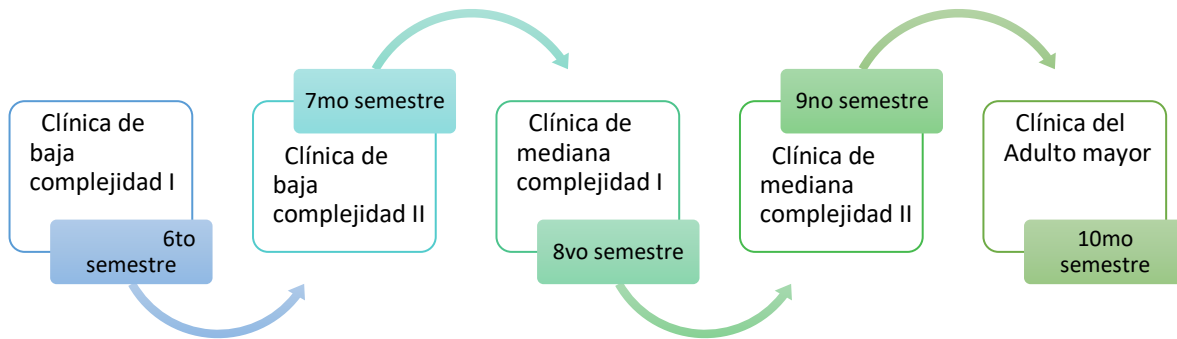 Clínica de
baja
complejidad I
6to
semestre
7mo semestre
Clínica de
baja
complejidad II
Clínica de
mediana
complejidad I
8vo semestre
9no semestre
Clínica de
mediana
complejidad II
Clínica del
Adulto mayor
10mo
semestre